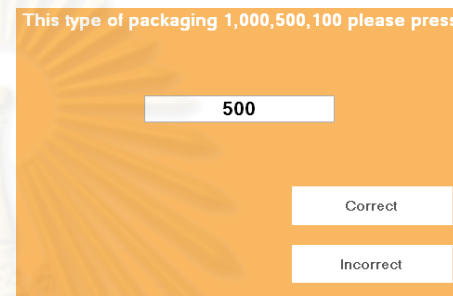 This type of packaging 1,000,500,100 please press
500
Correct
Incorrect